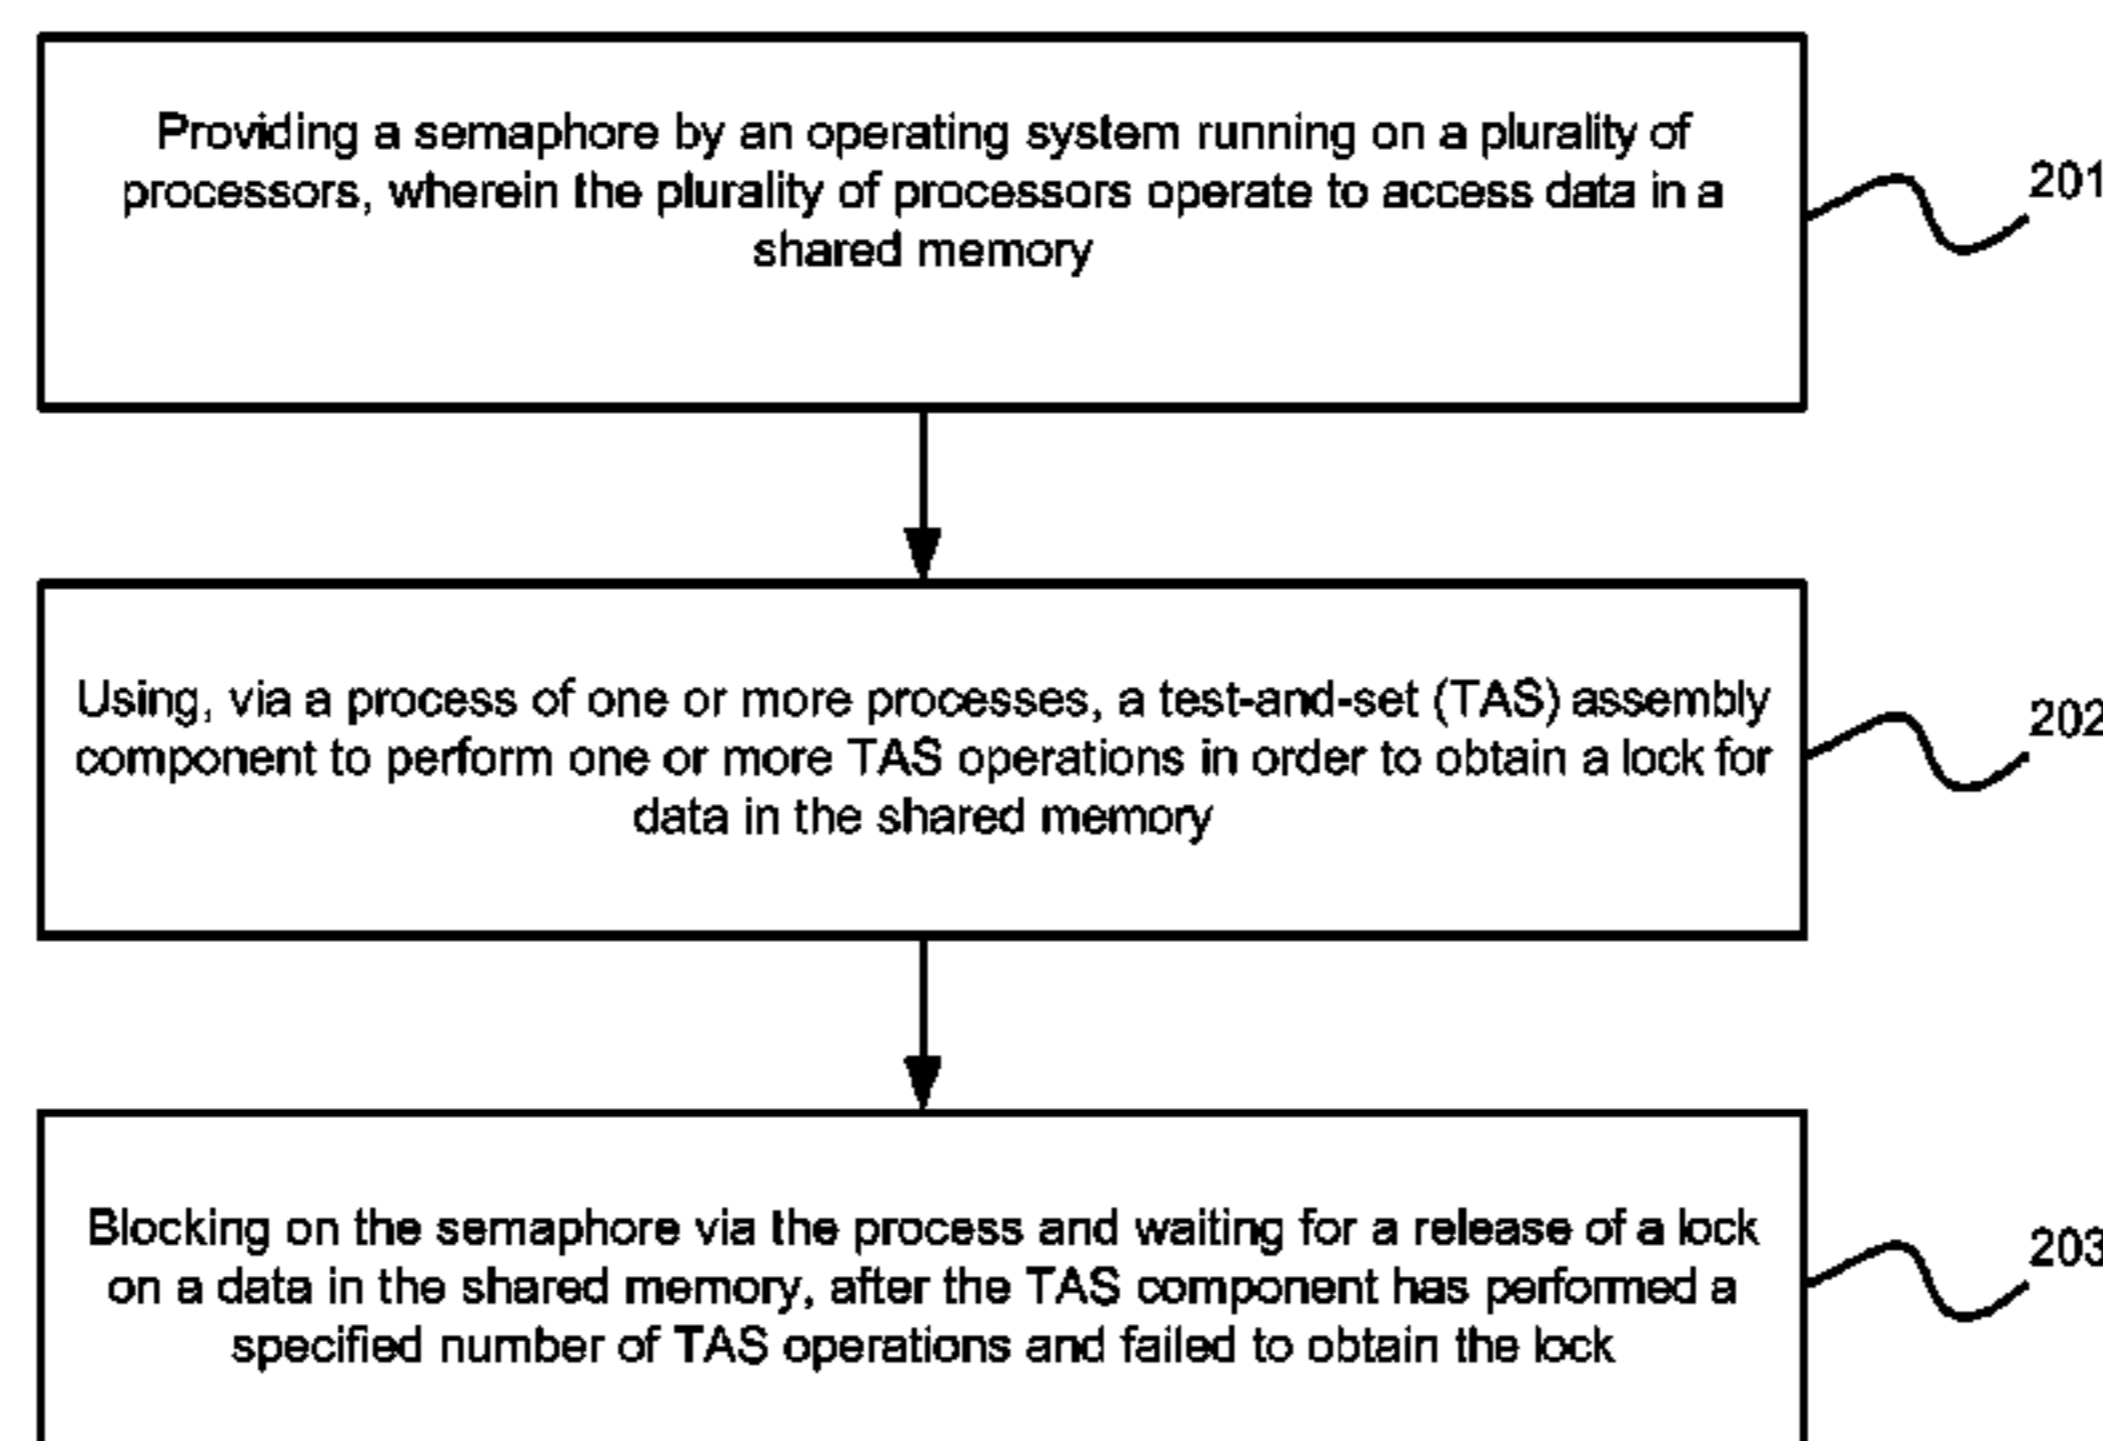 Providing a semaphore by an operating system running on a plurality of
processors, wherein the plurality of processors operate to access data in a
shared memory
201
Using, via a process of one or more processes, a test-and-set (TAS) assembly
component to perform one or more TAS operations in order to obtain a lock for
data in the shared memory
202
Blocking on the semaphore via the process and waiting for a release of a lock
on a data in the shared memory, after the TAS component has performed a
specified number of TAS operations and failed to obtain the lock
203